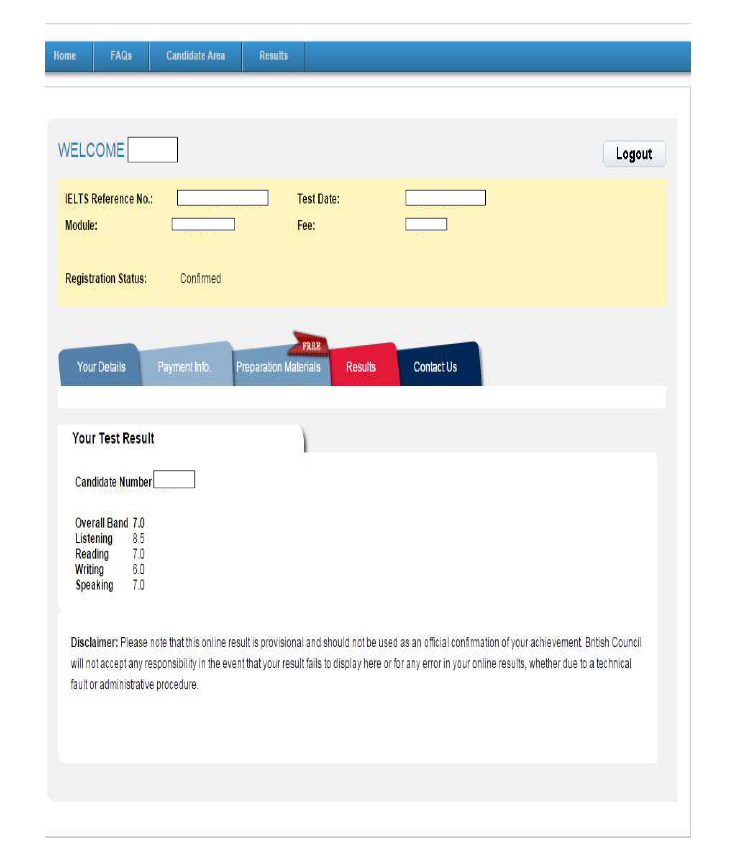 Home FAQs Candidate Area Results
WELCOME
Logout
IELTS Reference No.: Test Date:
Module: Fee:
Registration Status: Confirmed
FREE
Your Details Payment Info. Preparation Materials Results Contact Us
Your Test Result
Candidate Number
Overall Band 7.0
Listening 8.5
Reading 7.0
Writing 6.0
Speaking 7.0
Disclaimer: Please note that this online result is provisional and should not be used as an official confirmation of your achievement. British Council
will not accept any responsibility in the event that your result fails to display here or for any error in your online results, whether due to a technical
fault or administrative procedure.